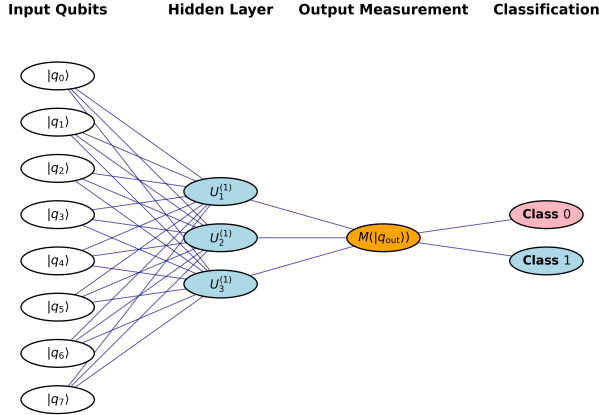 Input Qubits
Hidden Layer
Output Measurement
Classification
|q₀⟩
|q₁⟩
|q₂⟩
|q₃⟩
|q₄⟩
|q₅⟩
|q₆⟩
|q₇⟩
U₁⁽¹⁾
U₂⁽¹⁾
U₃⁽¹⁾
M(|q_out⟩)
Class 0
Class 1